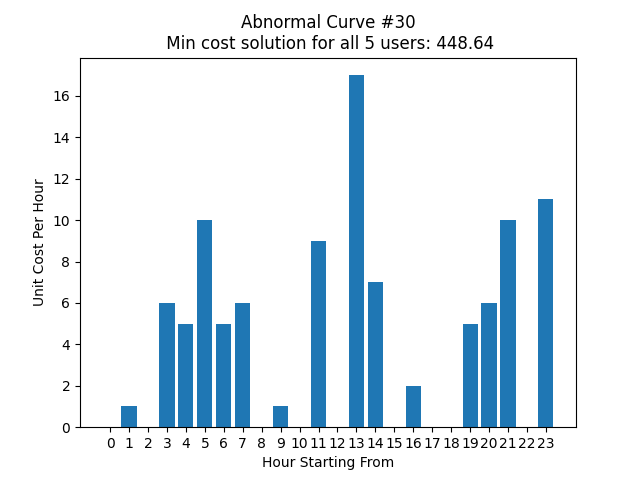 Abnormal Curve #30
Min cost solution for all 5 users: 448.64
Unit Cost Per Hour
16
14
12
10
8
6
4
2
0
0 1 2 3 4 5 6 7 8 9 10 11 12 13 14 15 16 17 18 19 20 21 22 23
Hour Starting From